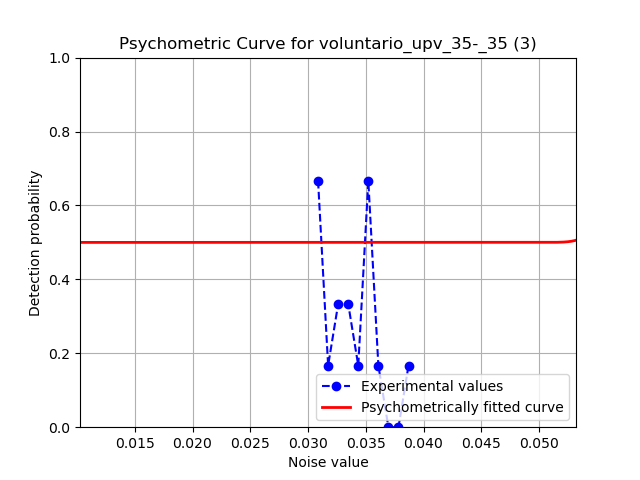 Psychometric Curve for voluntario_upv_35-_35 (3)
1.0
0.8
0.6
0.4
0.2
0.0
Detection probability
Experimental values
Psychometrically fitted curve
0.015 0.020 0.025 0.030 0.035 0.040 0.045 0.050
Noise value